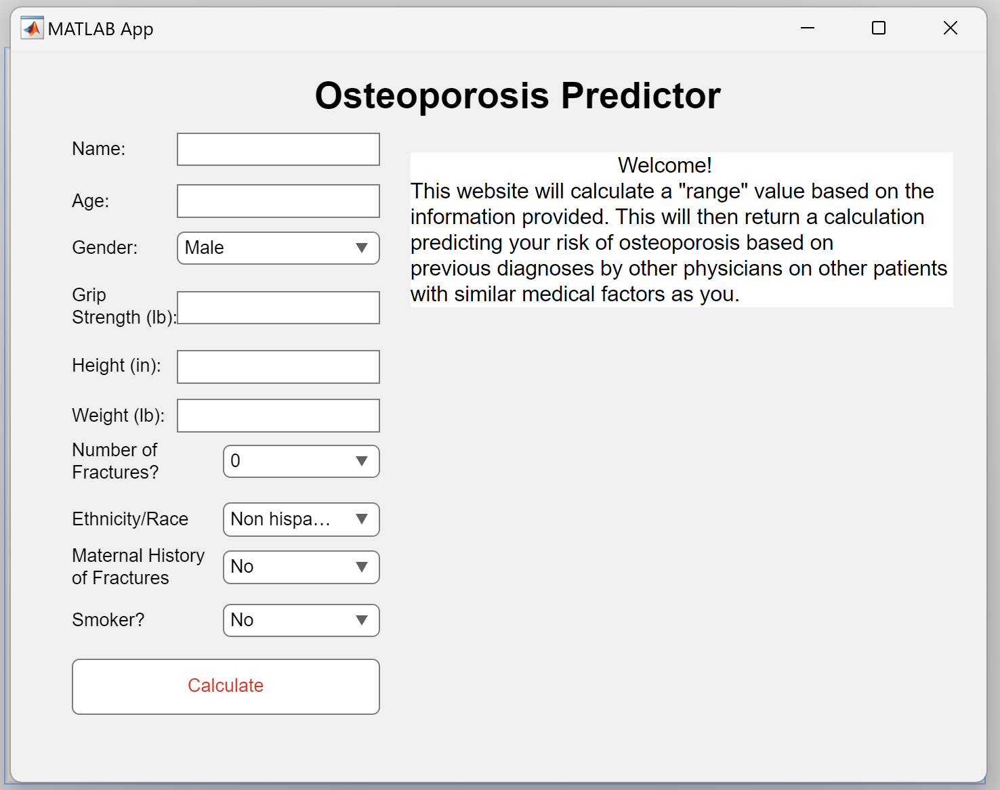 MATLAB App
Osteoporosis Predictor
Name:
Age:
Gender:
Male
Grip
Strength (lb):
Height (in):
Weight (lb):
Number of
Fractures?
0
Ethnicity/Race
Non hispa...
Maternal History
of Fractures
No
Smoker?
No
Calculate
Welcome!
This website will calculate a "range" value based on the
information provided. This will then return a calculation
predicting your risk of osteoporosis based on
previous diagnoses by other physicians on other patients
with similar medical factors as you.